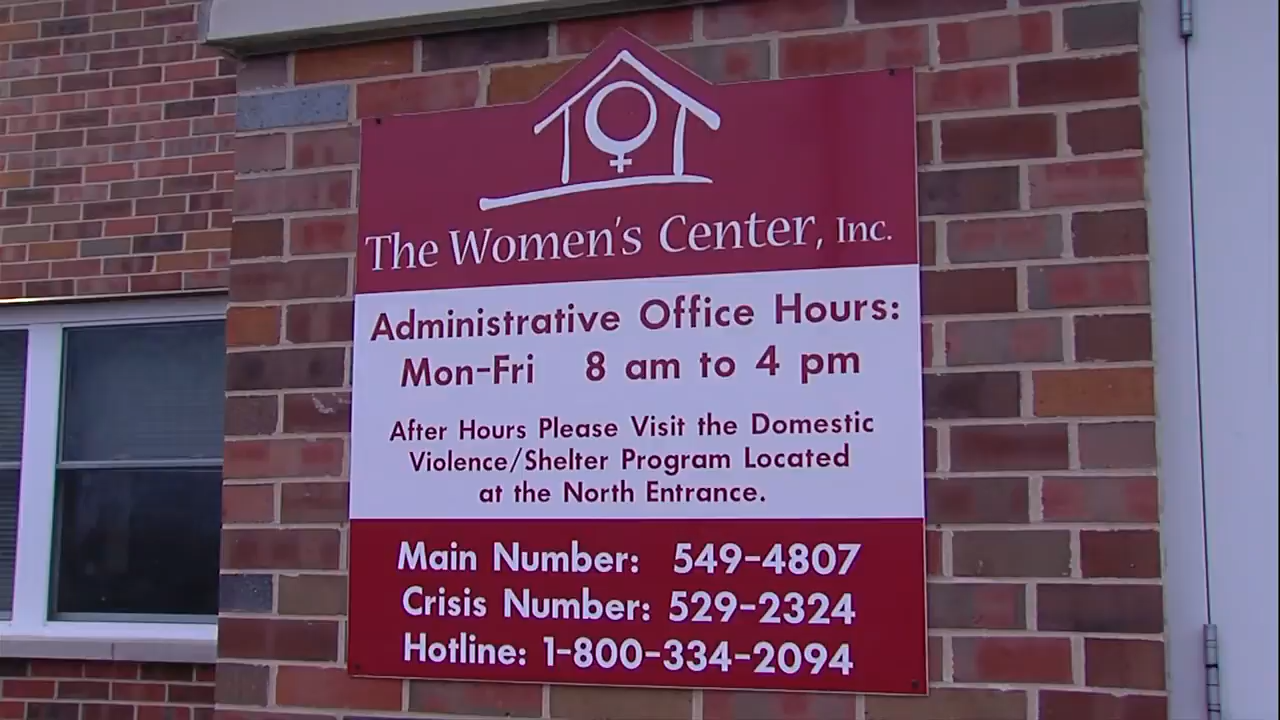 The Women's Center, Inc.
Administrative Office Hours:
Mon-Fri 8 am to 4 pm
After Hours Please Visit the Domestic
Violence/Shelter Program Located
at the North Entrance.
Main Number: 549-4807
Crisis Number: 529-2324
Hotline: 1-800-334-2094